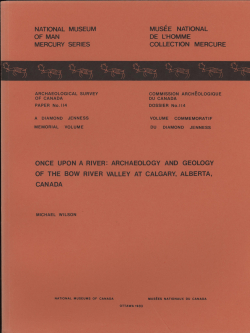 NATIONAL MUSEUM
OF MAN
MERCURY SERIES
MUSÉE NATIONAL
DE L'HOMME
COLLECTION MERCURE
ARCHAEOLOGICAL SURVEY
OF CANADA
PAPER No. 114
COMMISSION ARCHÉOLOGIQUE
DU CANADA
DOSSIER No. 114
A DIAMOND JENNESS
MEMORIAL VOLUME
VOLUME COMMEMORATIF
DU DIAMOND JENNESS
ONCE UPON A RIVER: ARCHAEOLOGY AND GEOLOGY
OF THE BOW RIVER VALLEY AT CALGARY, ALBERTA,
CANADA
MICHAEL WILSON
NATIONAL MUSEUMS OF CANADA
MUSÉES NATIONAUX DU CANADA
OTTAWA 1983